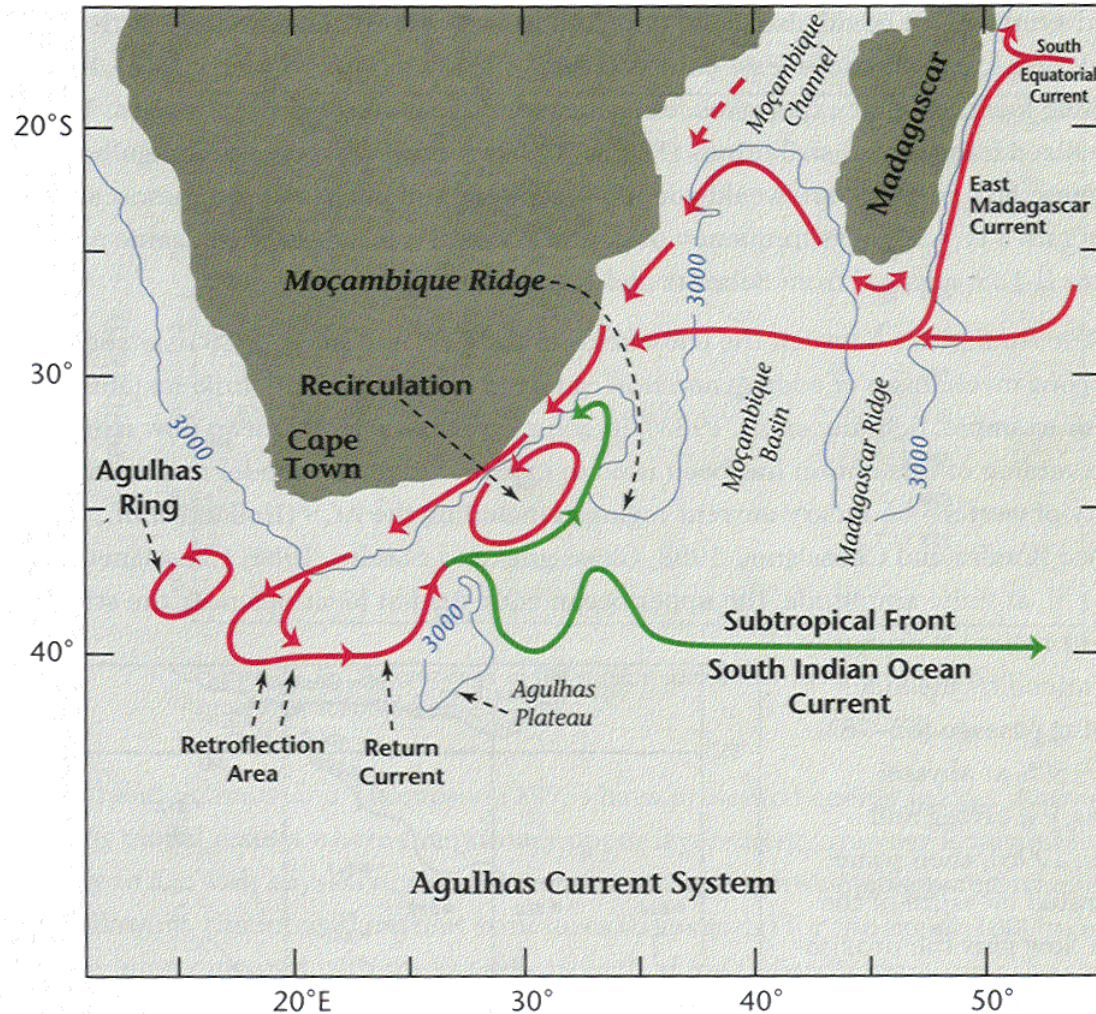 South
Equatorial
Current
Moçambique
Channel
Madagascar
20°S
East
Madagascar
Current
Moçambique Ridge
3000
30°
Recirculation
Moçambique
Basin
Madagascar Ridge
3000
3000
Cape
Town
Agulhas
Ring
3000
40°
Subtropical Front
South Indian Ocean
Current
Agulhas
Plateau
Retroflection
Area
Return
Current
Agulhas Current System
20°E
30°
40°
50°